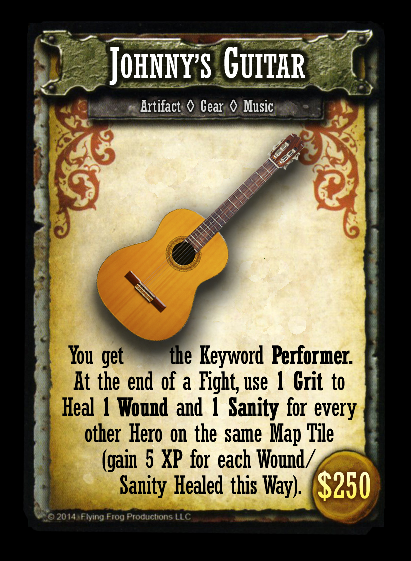 Johnny's Guitar
Artifact ◊ Gear ◊ Music
You get the Keyword Performer.
At the end of a Fight, use 1 Grit to
Heal 1 Wound and 1 Sanity for every
other Hero on the same Map Tile
(gain 5 XP for each Wound/
Sanity Healed this Way).
$250
© 2014 Flying Frog Productions LLC